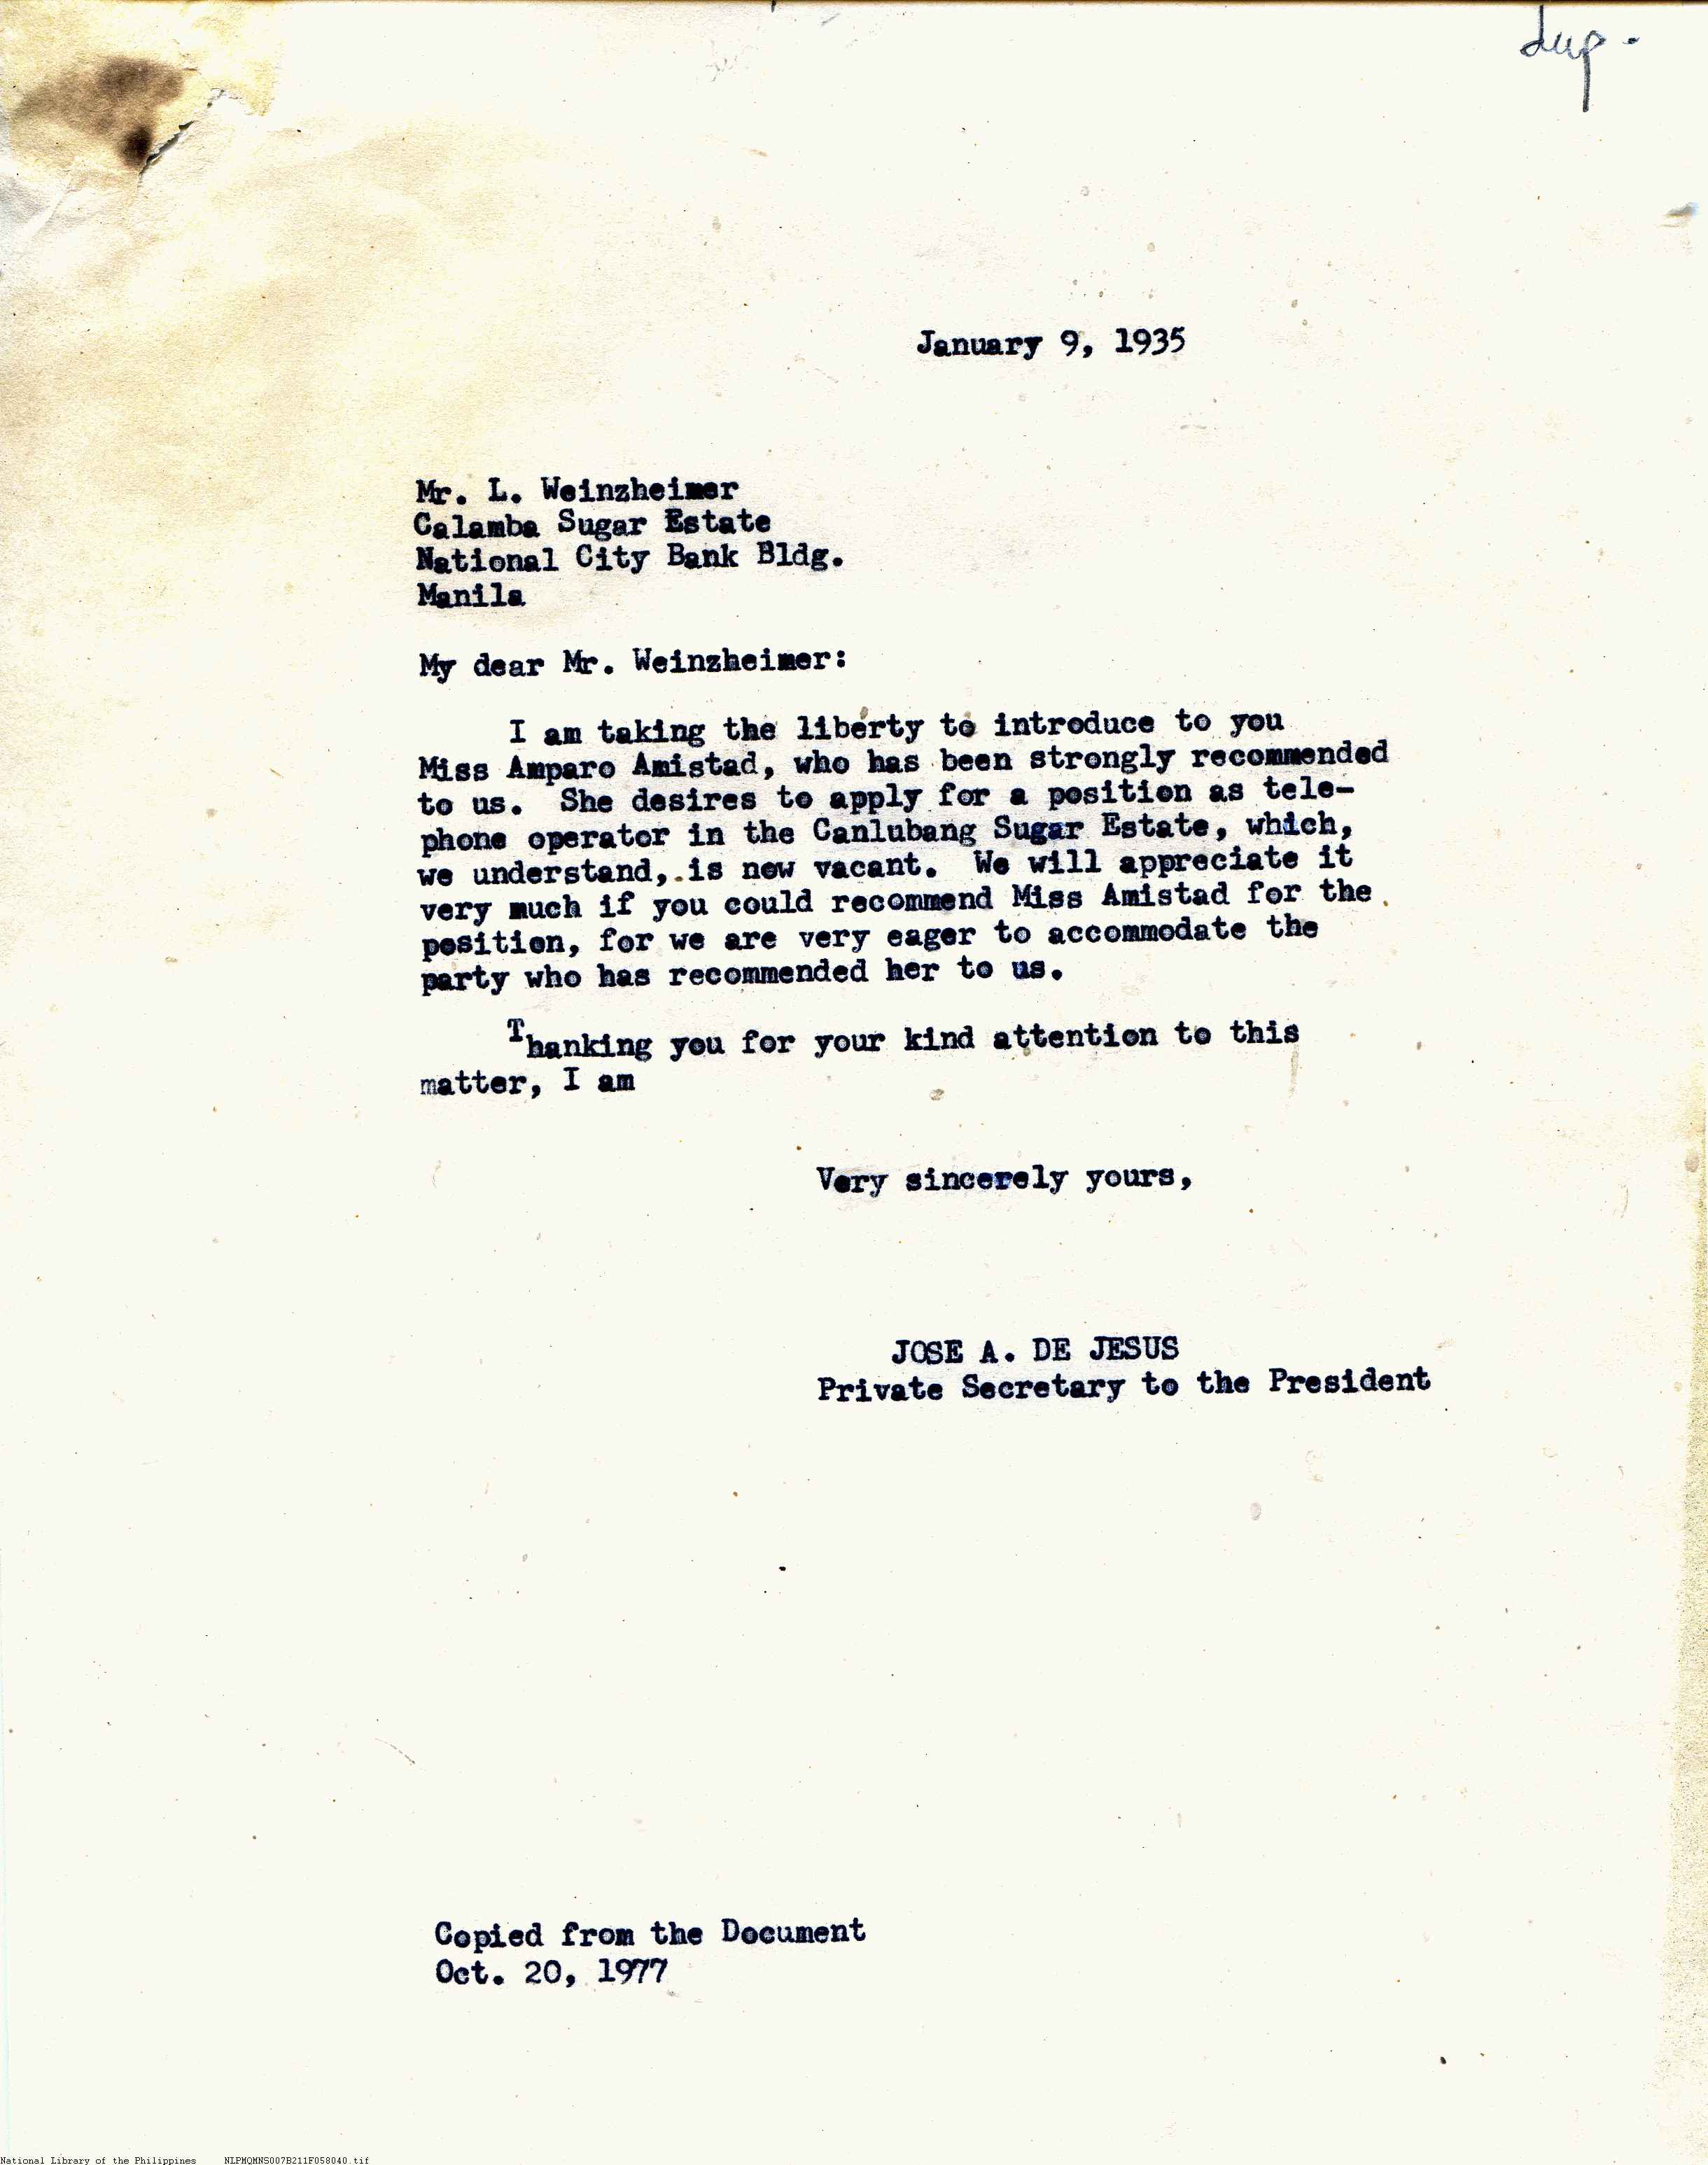 dup.
January 9, 1935
Mr. L. Weinzheimer
Calamba Sugar Estate
National City Bank Bldg.
Manila
My dear Mr. Weinzheimer:
I am taking the liberty to introduce to you
Miss Amparo Amistad, who has been strongly recommended
to us. She desires to apply for a position as tele-
phone operator in the Canlubang Sugar Estate, which,
we understand, is now vacant. We will appreciate it
very much if you could recommend Miss Amistad for the
position, for we are very eager to accommodate the
party who has recommended her to us.
Thanking you for your kind attention to this
matter, I am
Very sincerely yours,
JOSE A. DE JESUS
Private Secretary to the President
Copied from the Document
Oct. 20, 1977
National Library of the Philippines NLPMQMNS007B211F058040.tif